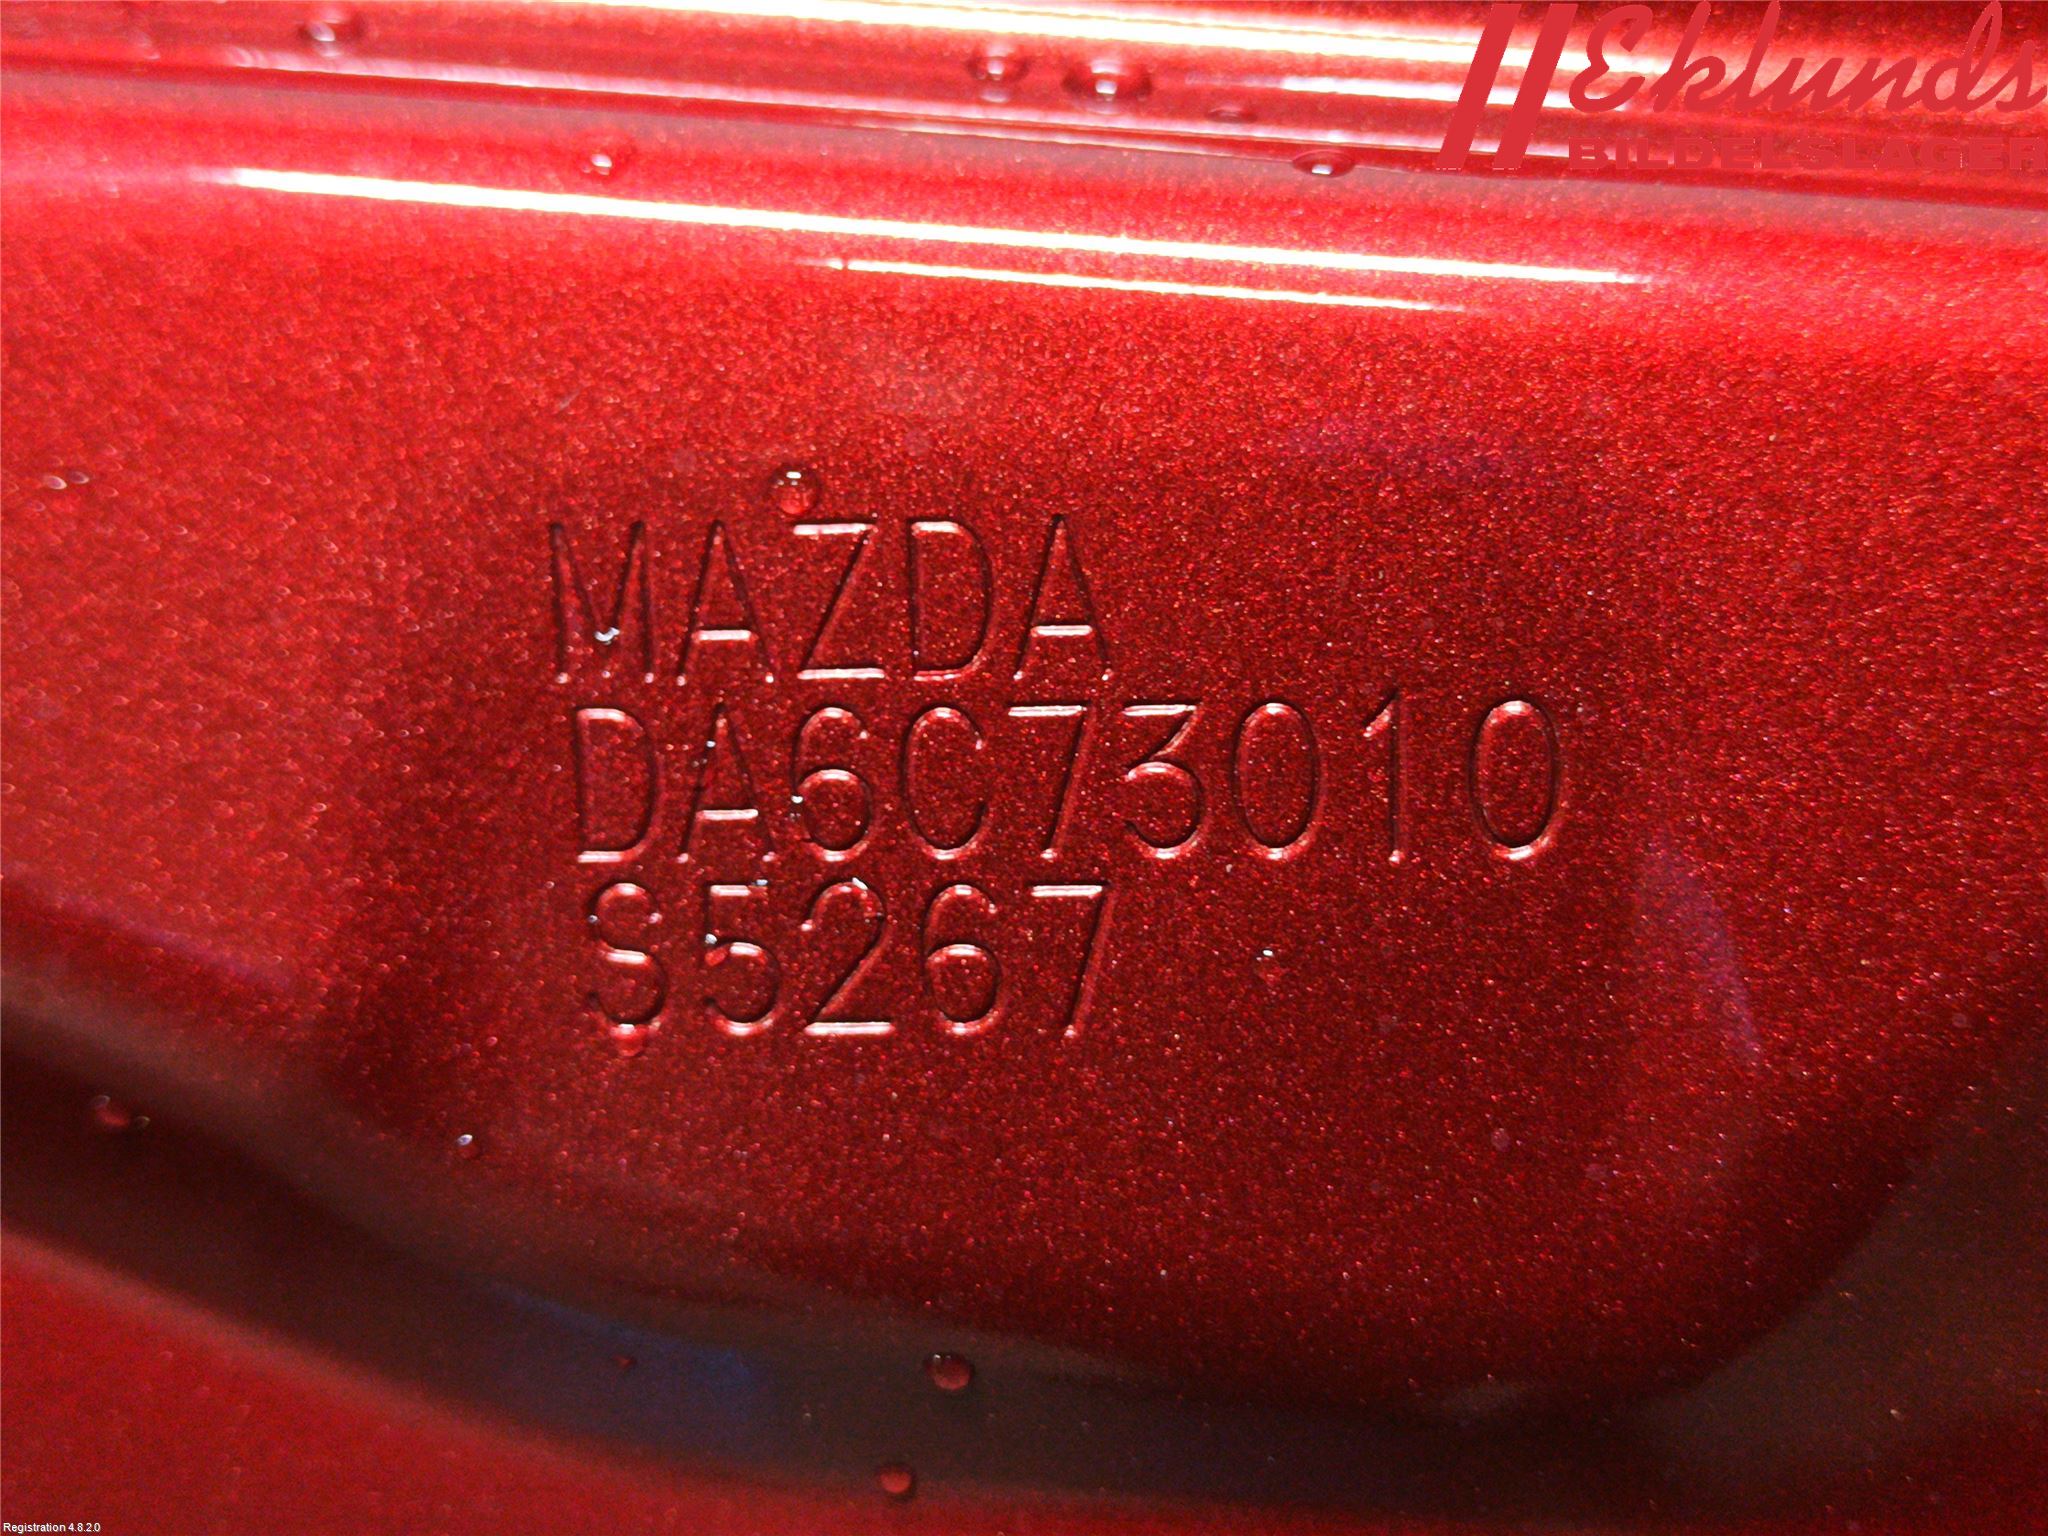 Eklunds
BILDELSLAGER
MAZDA
DA6C73010
S5267
Registration 4.8.2.0